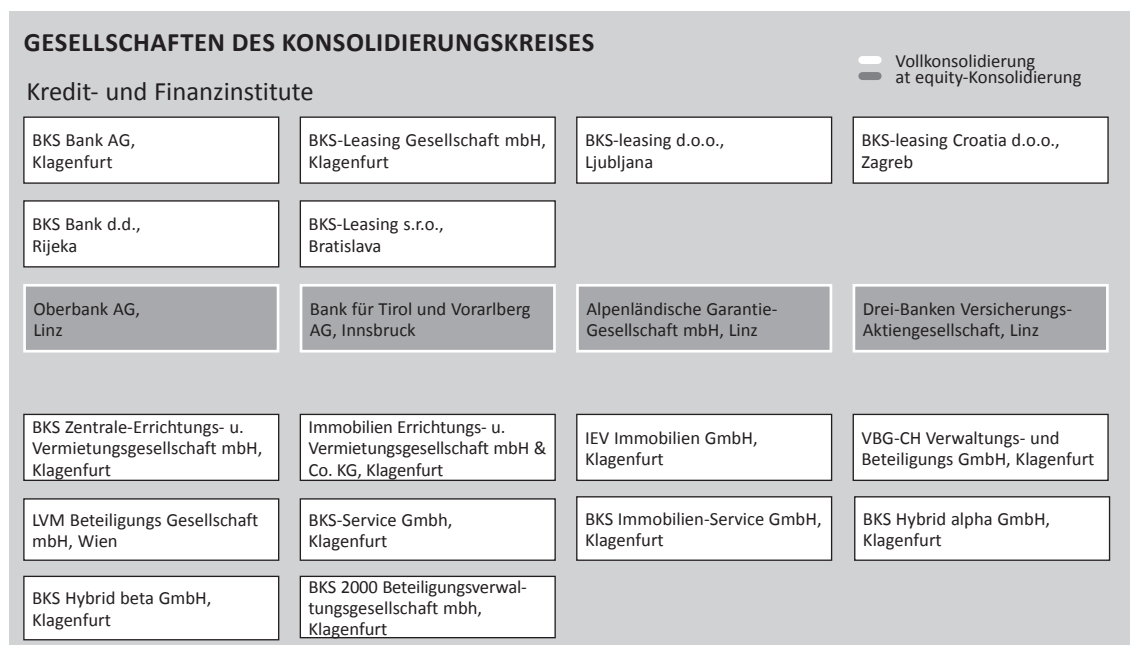 GESELLSCHAFTEN DES KONSOLIDIERUNGSKREISES
Vollkonsolidierung
at equity-Konsolidierung
Kredit- und Finanzinstitute
BKS Bank AG,
Klagenfurt
BKS-Leasing Gesellschaft mbH,
Klagenfurt
BKS-leasing d.o.o.,
Ljubljana
BKS-leasing Croatia d.o.o.,
Zagreb
BKS Bank d.d.,
Rijeka
BKS-Leasing s.r.o.,
Bratislava
Oberbank AG,
Linz
Bank für Tirol und Vorarlberg
AG, Innsbruck
Alpenländische Garantie-
Gesellschaft mbH, Linz
Drei-Banken Versicherungs-
Aktiengesellschaft, Linz
BKS Zentrale-Errichtungs- u.
Vermietungsgesellschaft mbH,
Klagenfurt
Immobilien Errichtungs- u.
Vermietungsgesellschaft mbH &
Co. KG, Klagenfurt
IEV Immobilien GmbH,
Klagenfurt
VBG-CH Verwaltungs- und
Beteiligungs GmbH, Klagenfurt
LVM Beteiligungs Gesellschaft
mbH, Wien
BKS-Service Gmbh,
Klagenfurt
BKS Immobilien-Service GmbH,
Klagenfurt
BKS Hybrid alpha GmbH,
Klagenfurt
BKS Hybrid beta GmbH,
Klagenfurt
BKS 2000 Beteiligungsverwal-
tungsgesellschaft mbh,
Klagenfurt